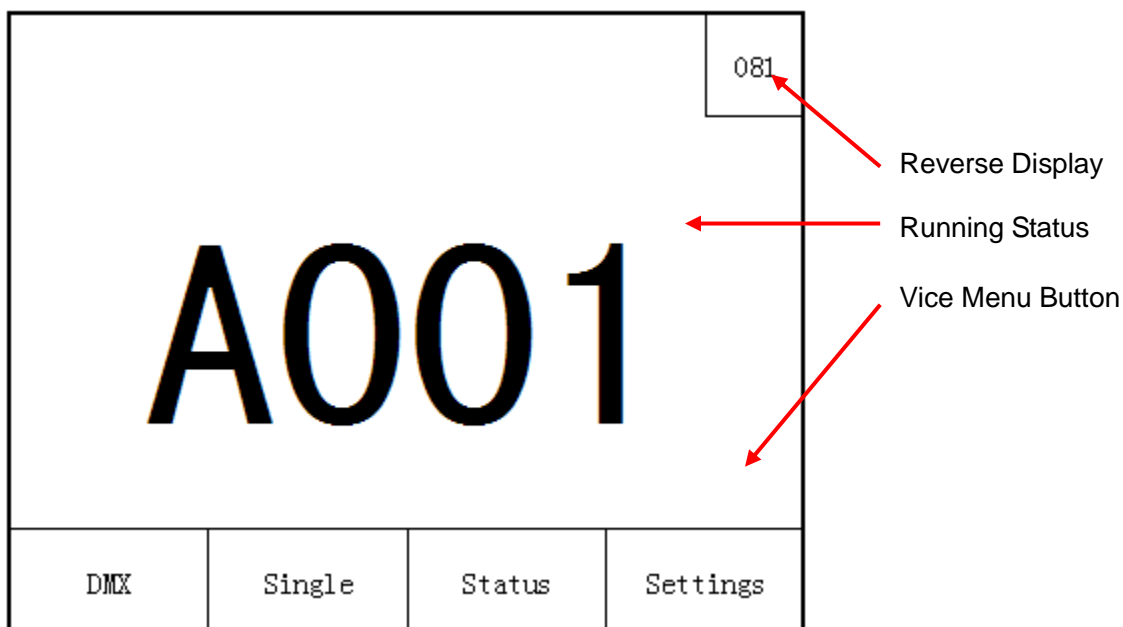 081
Reverse Display
Running Status
A001
Vice Menu Button
DMX Single Status Settings